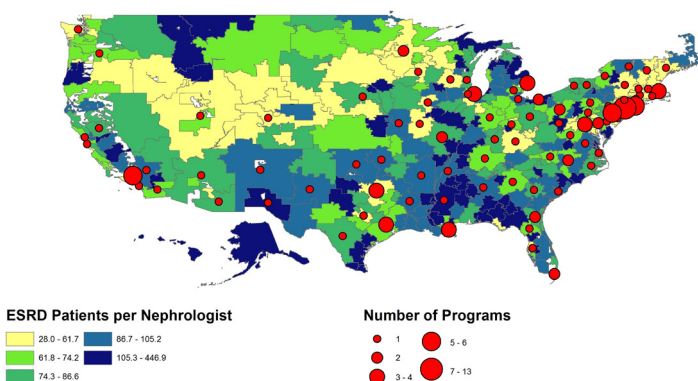 ESRD Patients per Nephrologist
28.0 - 61.7
61.8 - 74.2
74.3 - 86.6
86.7 - 105.2
105.3 - 446.9
Number of Programs
1
2
3 - 4
5 - 6
7 - 13